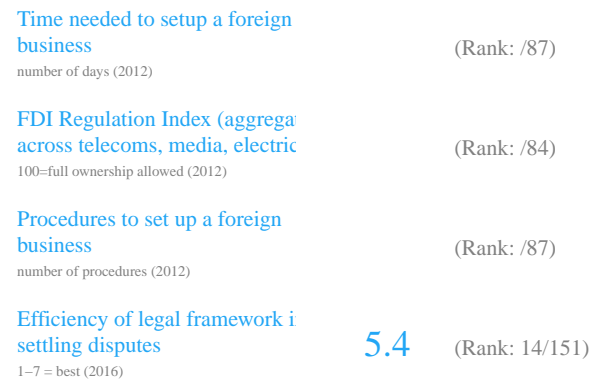 Time needed to setup a foreign
business
(Rank: /87)
number of days (2012)
FDI Regulation Index (aggregat
across telecoms, media, electric
(Rank: /84)
100=full ownership allowed (2012)
Procedures to set up a foreign
business
(Rank: /87)
number of procedures (2012)
Efficiency of legal framework i
settling disputes
5.4 (Rank: 14/151)
1–7 = best (2016)